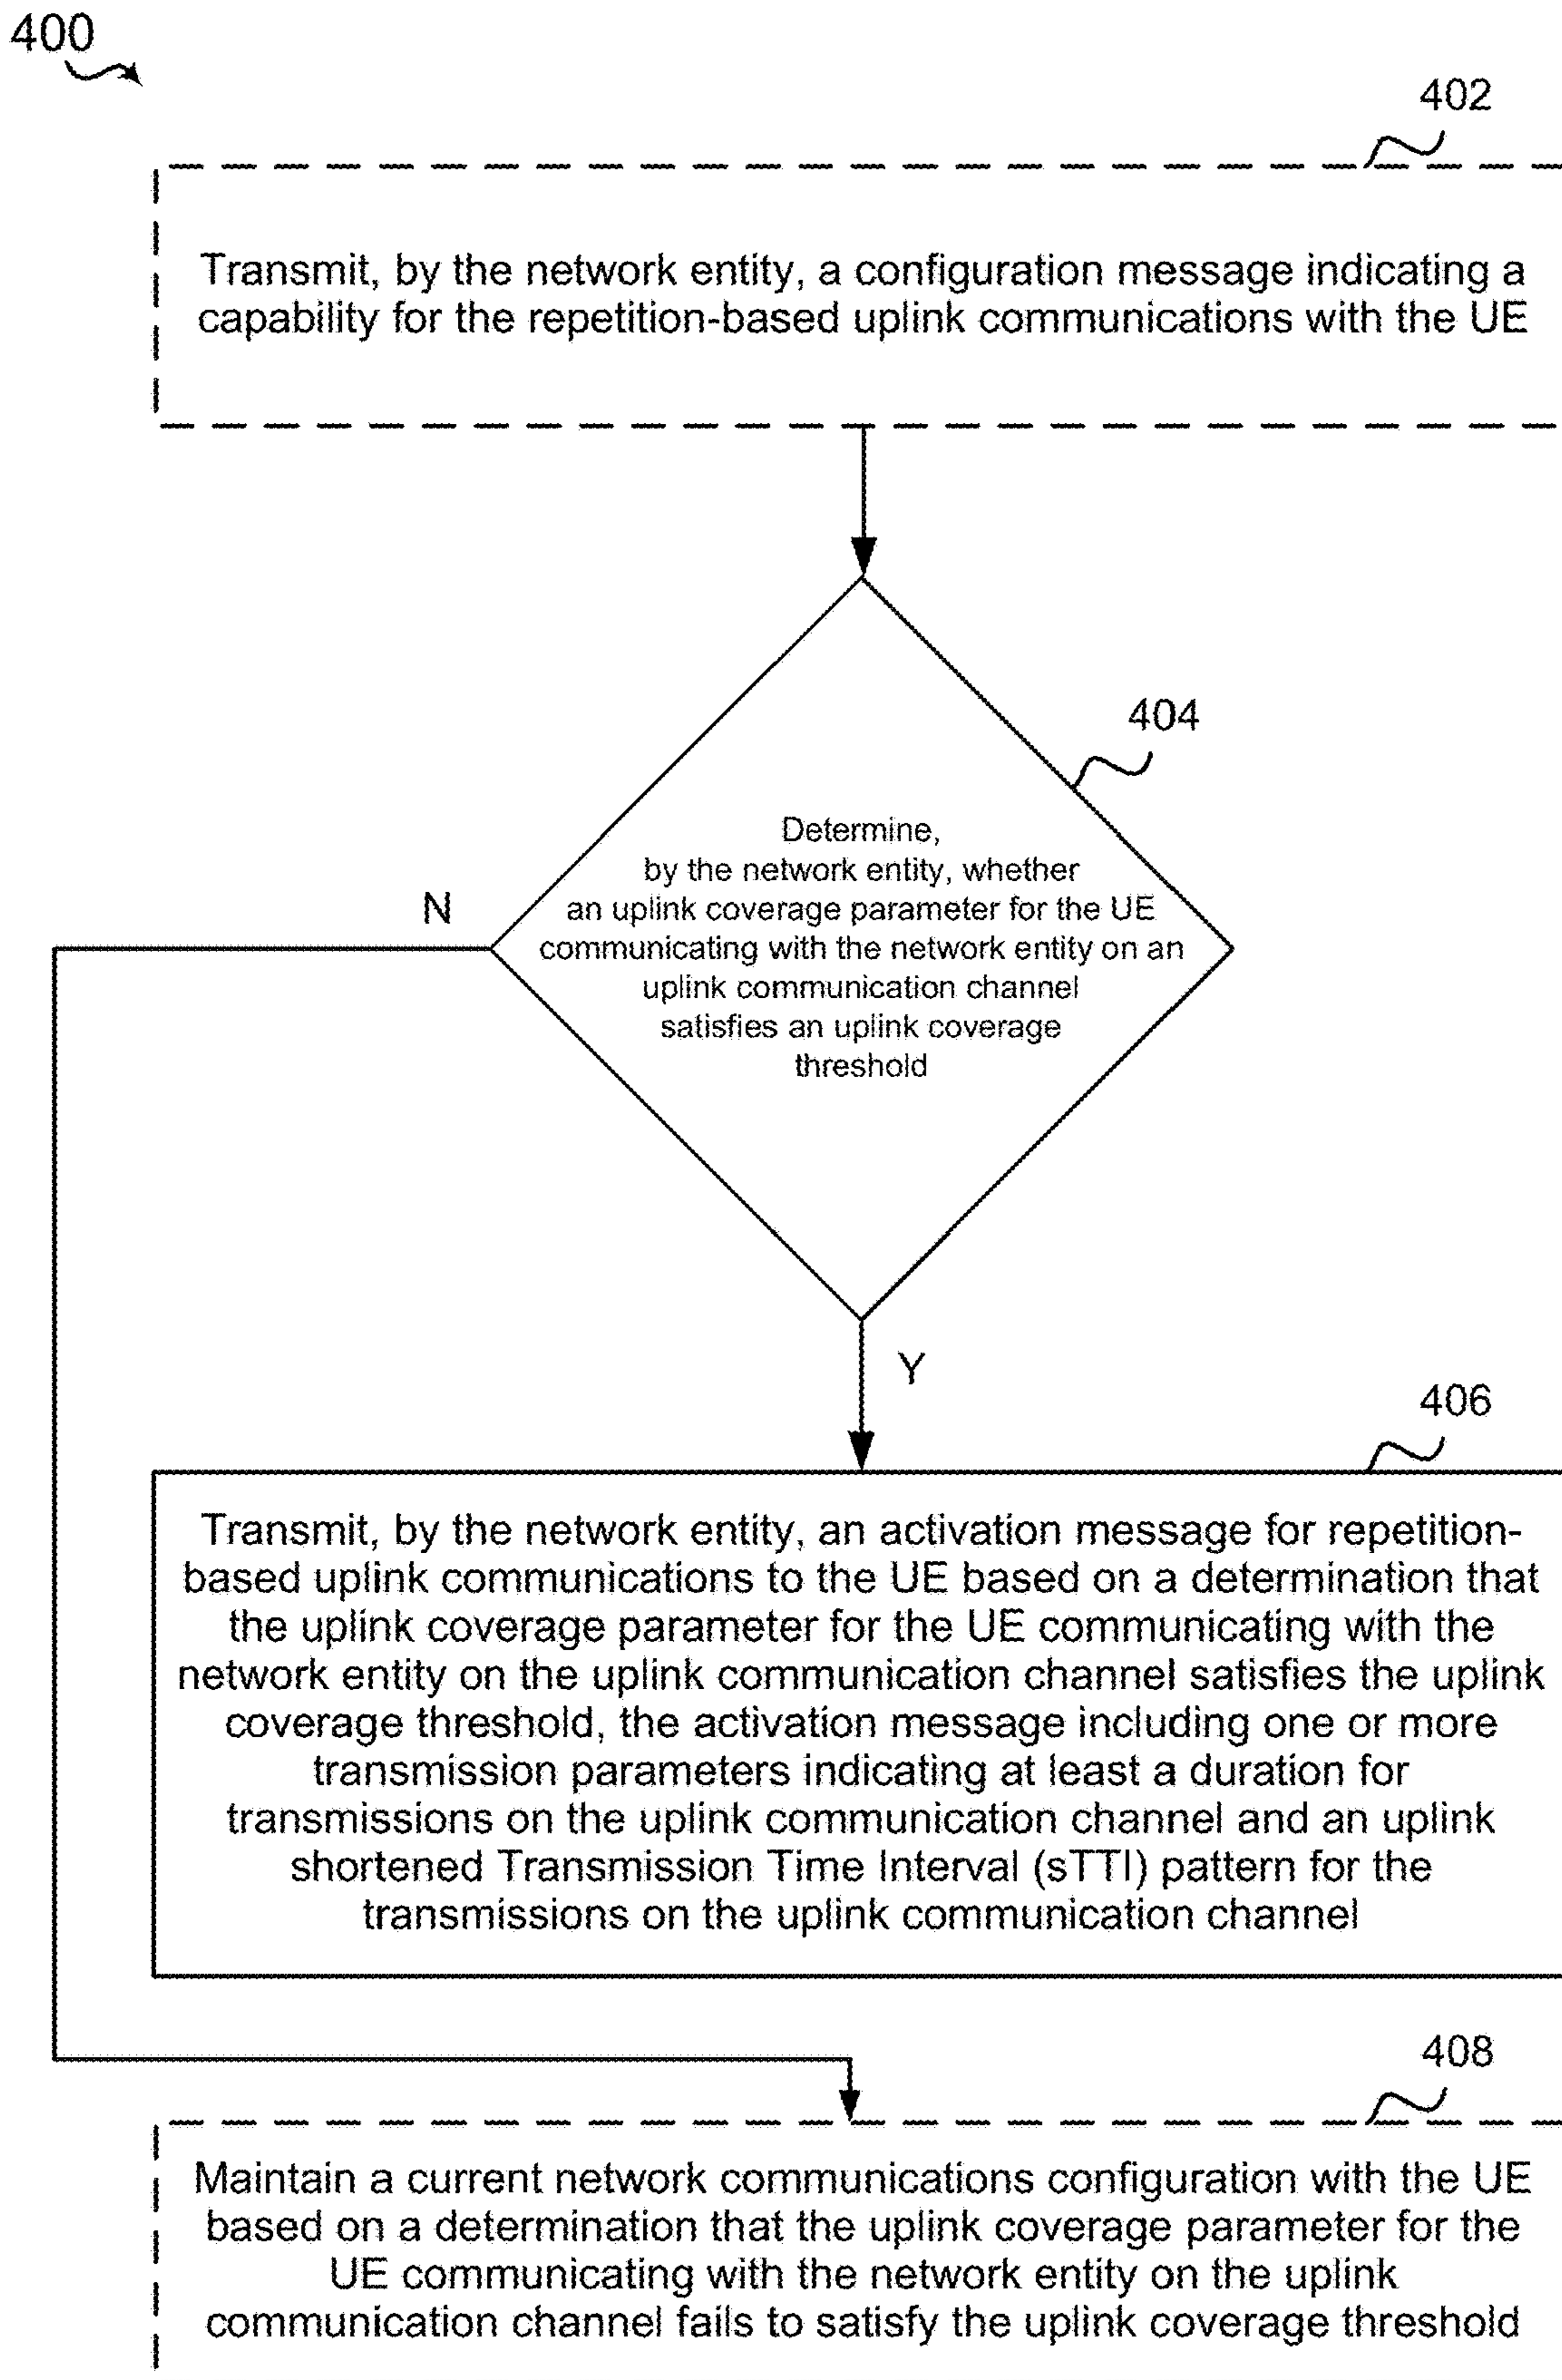 400
402
Transmit, by the network entity, a configuration message indicating a
capability for the repetition-based uplink communications with the UE
404
Determine,
by the network entity, whether
an uplink coverage parameter for the UE
communicating with the network entity on an
uplink communication channel
satisfies an uplink coverage
threshold
N
Y
406
Transmit, by the network entity, an activation message for repetition-
based uplink communications to the UE based on a determination that
the uplink coverage parameter for the UE communicating with the
network entity on the uplink communication channel satisfies the uplink
coverage threshold, the activation message including one or more
transmission parameters indicating at least a duration for
transmissions on the uplink communication channel and an uplink
shortened Transmission Time Interval (sTTI) pattern for the
transmissions on the uplink communication channel
408
Maintain a current network communications configuration with the UE
based on a determination that the uplink coverage parameter for the
UE communicating with the network entity on the uplink
communication channel fails to satisfy the uplink coverage threshold